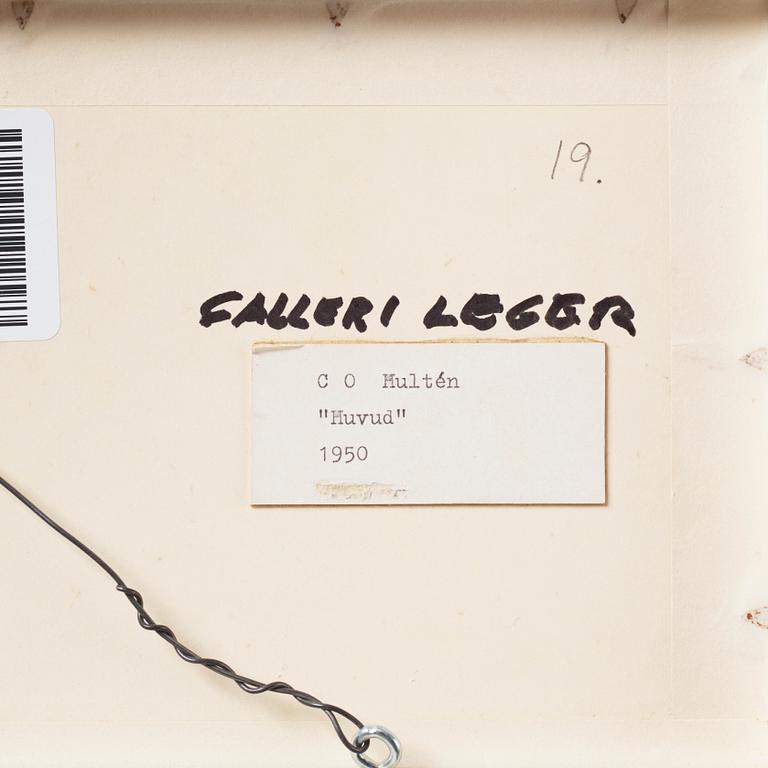 19.
GALLERI LEGER
C O Hultén
"Huvud"
1950